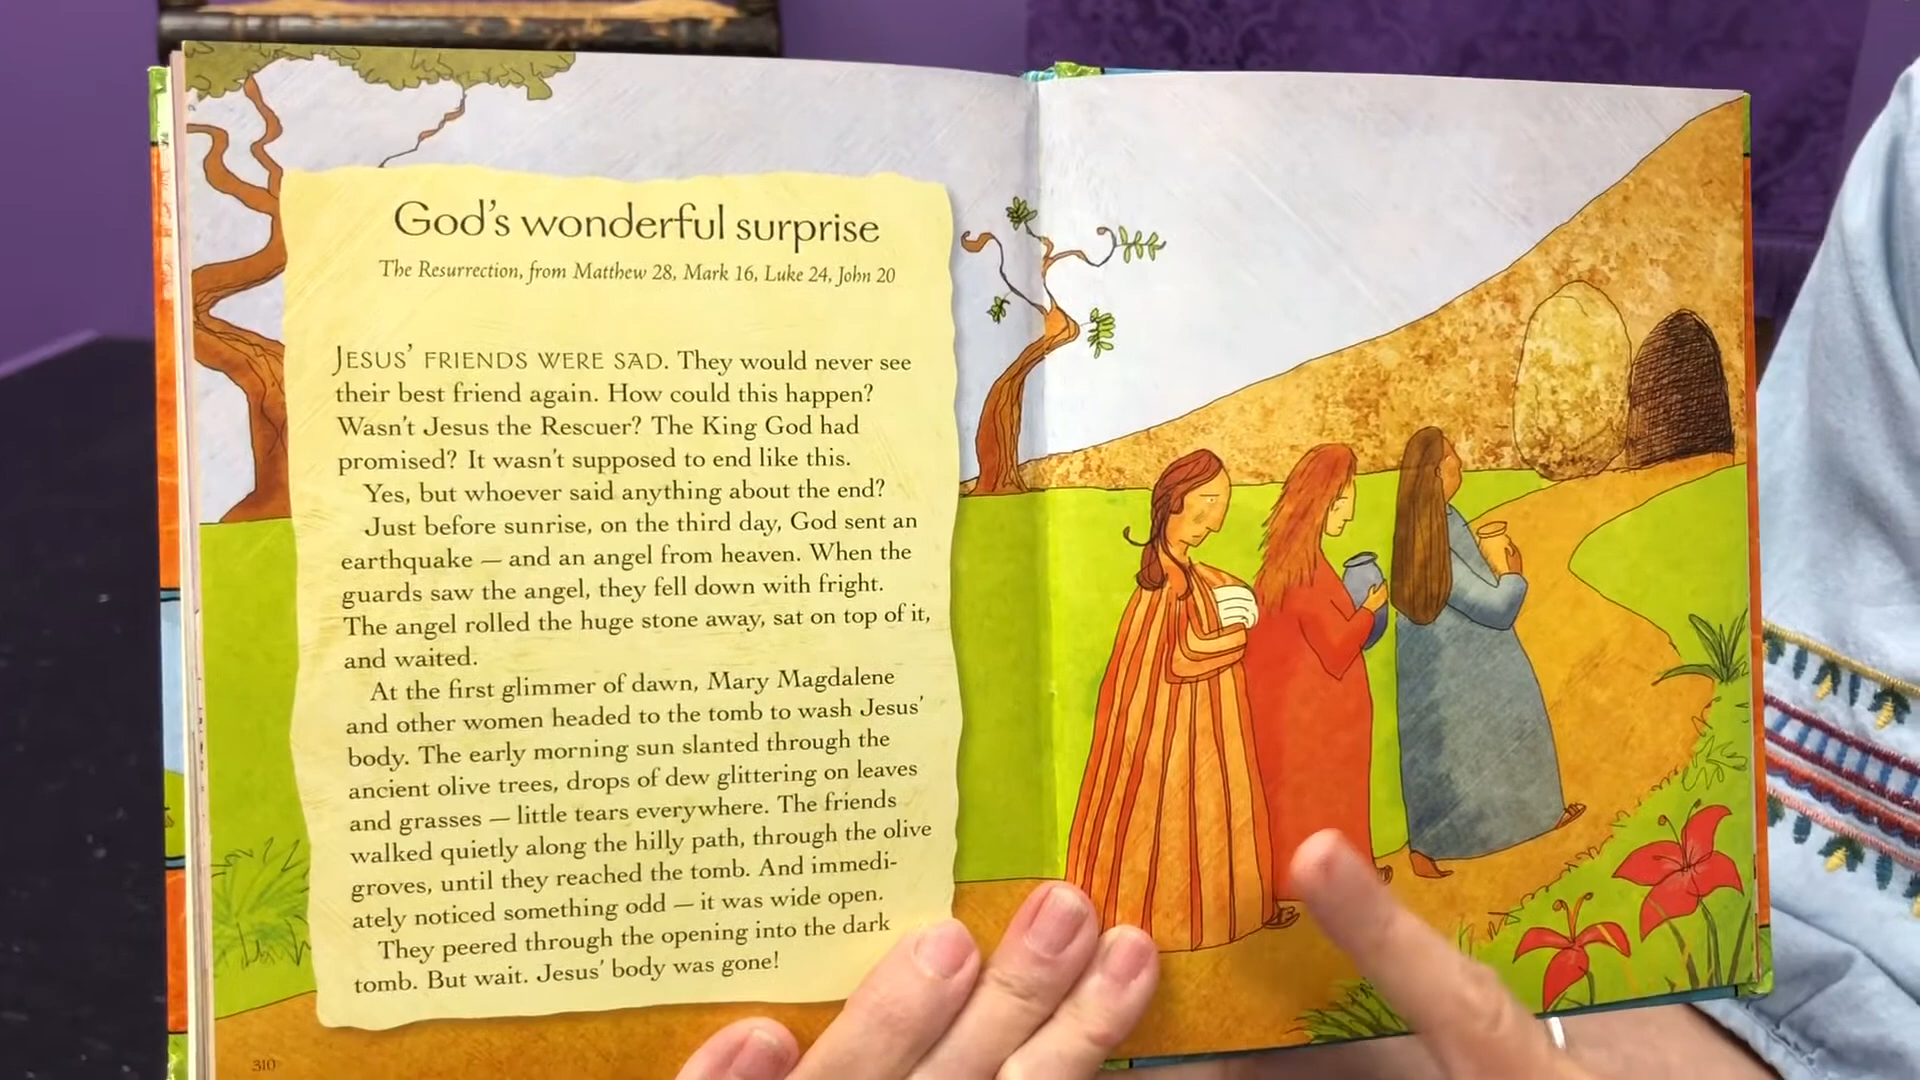 God's wonderful surprise
The Resurrection, from Matthew 28, Mark 16, Luke 24, John 20
JESUS' FRIENDS WERE SAD. They would never see
their best friend again. How could this happen?
Wasn't Jesus the Rescuer? The King God had
promised? It wasn't supposed to end like this.
Yes, but whoever said anything about the end?
Just before sunrise, on the third day, God sent an
earthquake — and an angel from heaven. When the
guards saw the angel, they fell down with fright.
The angel rolled the huge stone away, sat on top of it,
and waited.
At the first glimmer of dawn, Mary Magdalene
and other women headed to the tomb to wash Jesus'
body. The early morning sun slanted through the
ancient olive trees, drops of dew glittering on leaves
and grasses — little tears everywhere. The friends
walked quietly along the hilly path, through the olive
groves, until they reached the tomb. And immedi-
ately noticed something odd — it was wide open.
They peered through the opening into the dark
tomb. But wait. Jesus' body was gone!
310